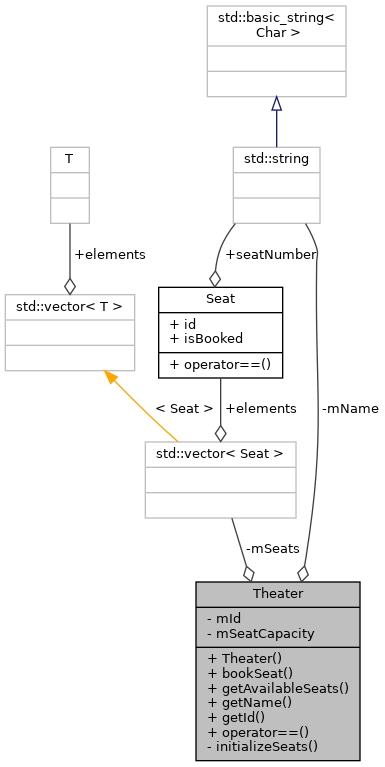 std::basic_string<
Char >
T
std::string
+elements
+seatNumber
std::vector< T >
Seat
+ id
+ isBooked
+ operator==()
< Seat >
+elements
-mName
std::vector< Seat >
-mSeats
Theater
- mId
- mSeatCapacity
+ Theater()
+ bookSeat()
+ getAvailableSeats()
+ getName()
+ getId()
+ operator==()
- initializeSeats()